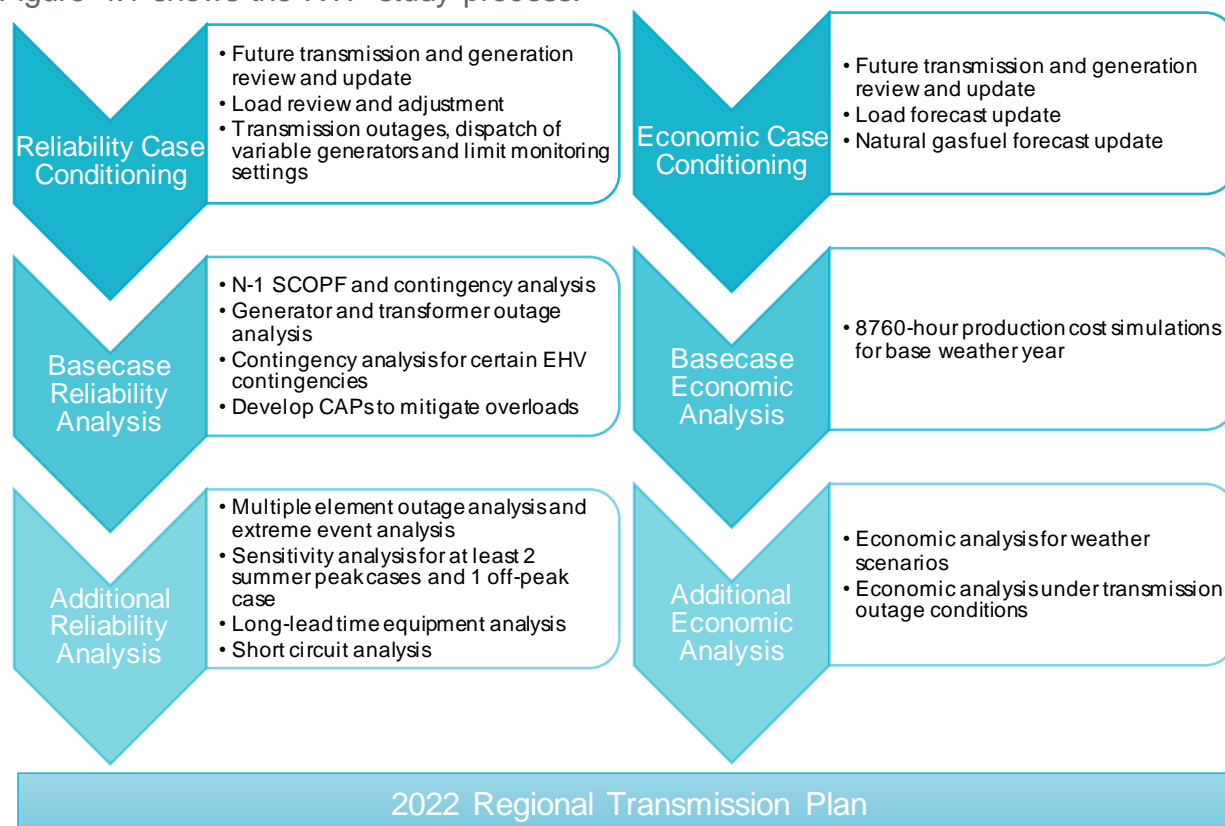 Reliability Case
Conditioning
• Future transmission and generation
review and update
• Load review and adjustment
• Transmission outages, dispatch of
variable generators and limit monitoring
settings
Basecase
Reliability
Analysis
• N-1 SCOPF and contingency analysis
• Generator and transformer outage
analysis
• Contingency analysis for certain EHV
contingencies
• Develop CAPs to mitigate overloads
Additional
Reliability
Analysis
• Multiple element outage analysis and
extreme event analysis
• Sensitivity analysis for at least 2
summer peak cases and 1 off-peak
case
• Long-lead time equipment analysis
• Short circuit analysis
Economic Case
Conditioning
• Future transmission and generation
review and update
• Load forecast update
• Natural gas fuel forecast update
Basecase
Economic
Analysis
• 8760-hour production cost simulations
for base weather year
Additional
Economic
Analysis
• Economic analysis for weather
scenarios
• Economic analysis under transmission
outage conditions
2022 Regional Transmission Plan